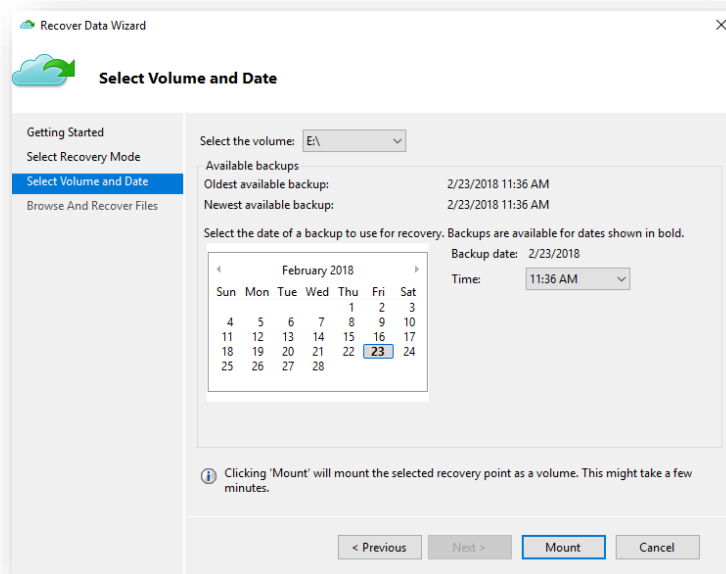 Recover Data Wizard
Select Volume and Date
Getting Started
Select Recovery Mode
Select Volume and Date
Browse And Recover Files
Select the volume: E:\
Available backups
Oldest available backup: 2/23/2018 11:36 AM
Newest available backup: 2/23/2018 11:36 AM
Select the date of a backup to use for recovery. Backups are available for dates shown in bold.
February 2018
Sun Mon Tue Wed Thu Fri Sat
1 2 3
4 5 6 7 8 9 10
11 12 13 14 15 16 17
18 19 20 21 22 23 24
25 26 27 28
Backup date: 2/23/2018
Time: 11:36 AM
Clicking 'Mount' will mount the selected recovery point as a volume. This might take a few
minutes.
< Previous Next > Mount Cancel